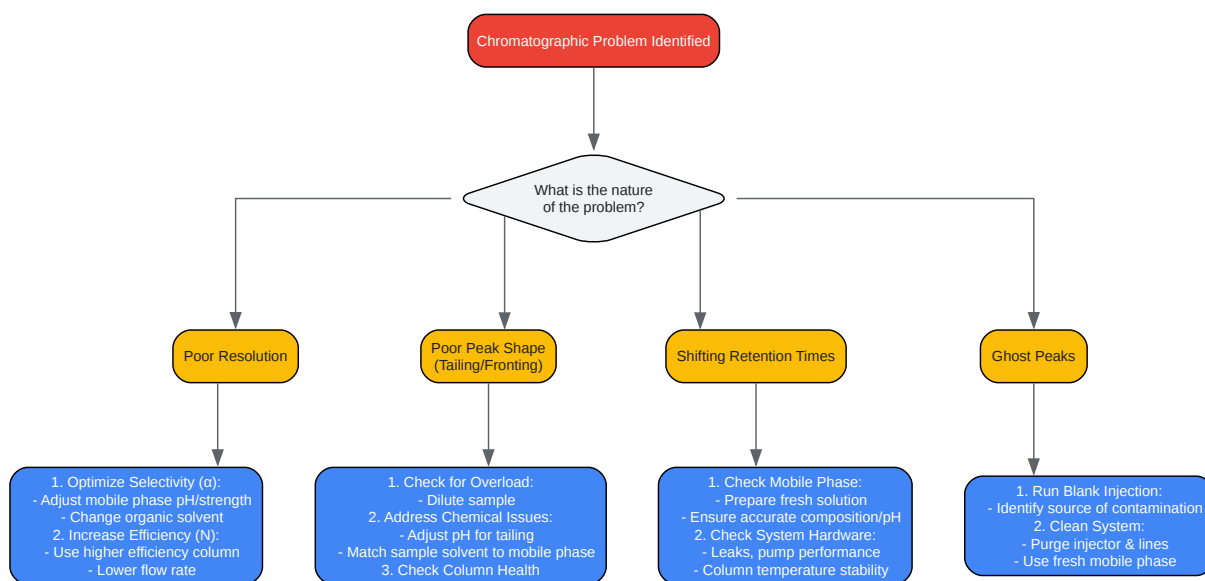 Chromatographic Problem Identified
What is the nature
of the problem?
Poor Resolution
Poor Peak Shape
(Tailing/Fronting)
Shifting Retention Times
Ghost Peaks
1. Optimize Selectivity (α):
- Adjust mobile phase pH/strength
- Change organic solvent
2. Increase Efficiency (N):
- Use higher efficiency column
- Lower flow rate
1. Check for Overload:
- Dilute sample
2. Address Chemical Issues:
- Adjust pH for tailing
- Match sample solvent to mobile phase
3. Check Column Health
1. Check Mobile Phase:
- Prepare fresh solution
- Ensure accurate composition/pH
2. Check System Hardware:
- Leaks, pump performance
- Column temperature stability
1. Run Blank Injection:
- Identify source of contamination
2. Clean System:
- Purge injector & lines
- Use fresh mobile phase